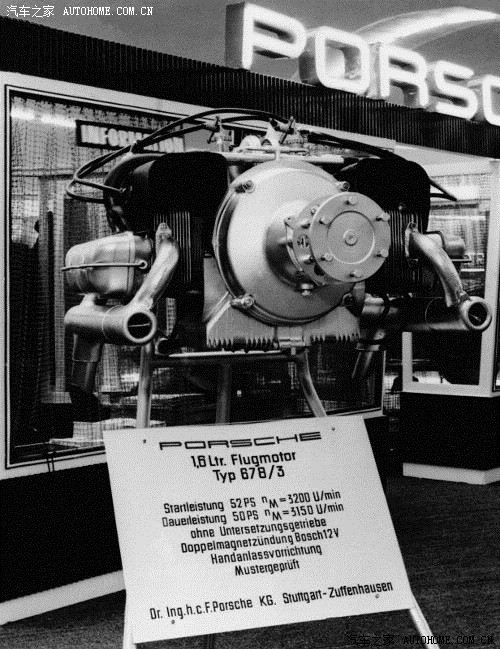 汽车之家 AUTOHOME.COM.CN
PORSC
INFORMATION
PORSCHE
1,6 Ltr. Flugmotor
Typ 678/3
Startleistung 52 PS nM = 3200 U/min
Dauerleistung 50 PS nM = 3150 U/min
ohne Untersetzungsgetriebe
Doppelmagnetzündung Bosch 12 V
Handanlassvorrichtung
Mustergeprüft
Dr. Ing. h. c. F. Porsche KG. Stuttgart-Zuffenhausen
汽车之家 AUTOHOME.COM.CN